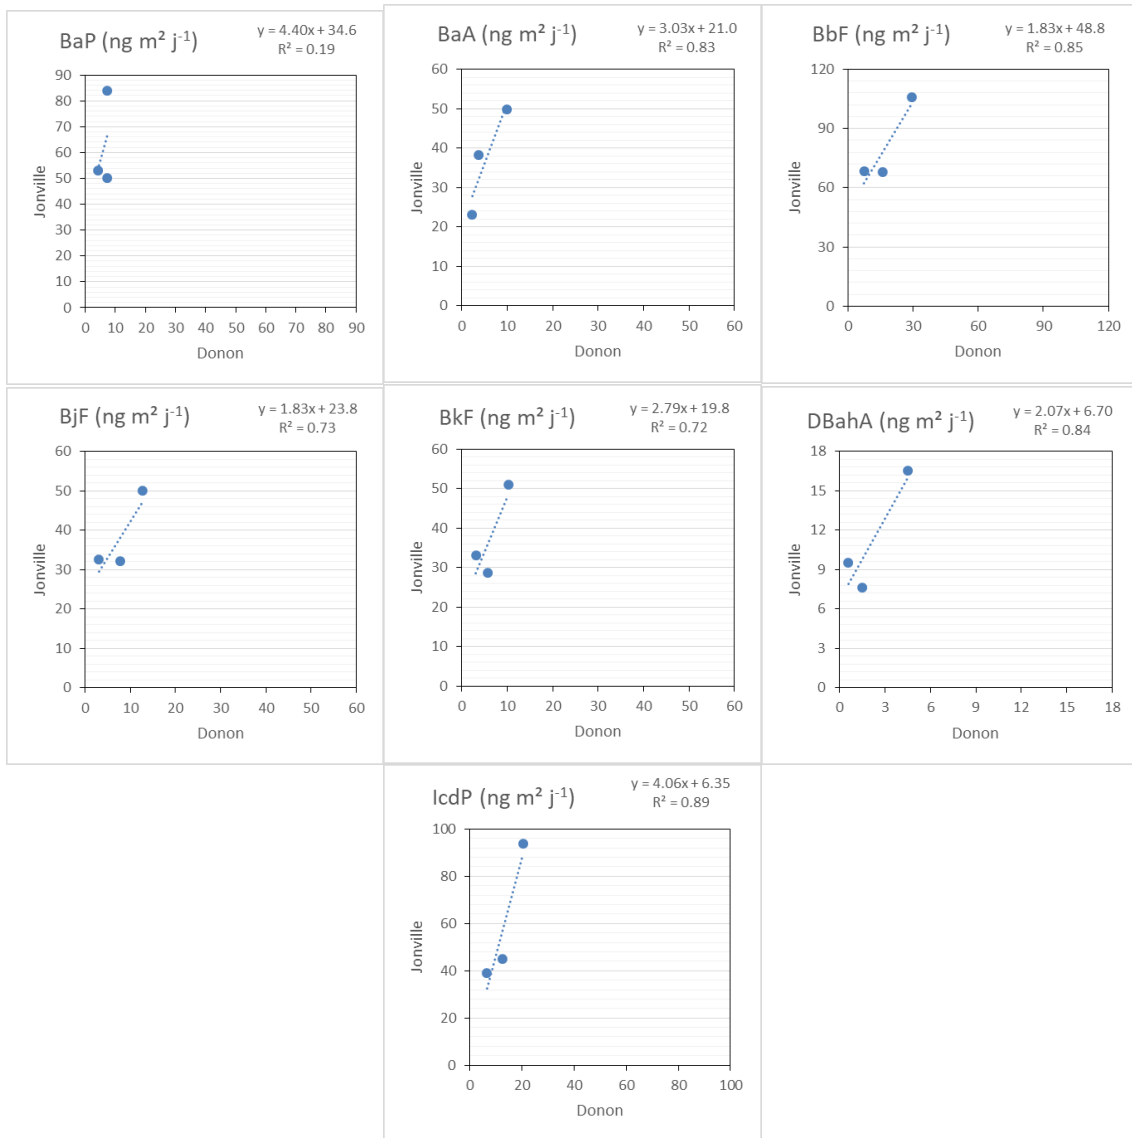 BaP (ng m² j⁻¹)
y = 4.40x + 34.6
R² = 0.19
90
80
70
60
50
40
30
20
10
0
Jonville
0 10 20 30 40 50 60 70 80 90
Donon
BaA (ng m² j⁻¹)
y = 3.03x + 21.0
R² = 0.83
60
50
40
30
20
10
0
Jonville
0 10 20 30 40 50 60
Donon
BbF (ng m² j⁻¹)
y = 1.83x + 48.8
R² = 0.85
120
90
60
30
0
Jonville
0 30 60 90 120
Donon
BjF (ng m² j⁻¹)
y = 1.83x + 23.8
R² = 0.73
60
50
40
30
20
10
0
Jonville
0 10 20 30 40 50 60
Donon
BkF (ng m² j⁻¹)
y = 2.79x + 19.8
R² = 0.72
60
50
40
30
20
10
0
Jonville
0 10 20 30 40 50 60
Donon
DBahA (ng m² j⁻¹)
y = 2.07x + 6.70
R² = 0.84
18
15
12
9
6
3
0
Jonville
0 3 6 9 12 15 18
Donon
IcdP (ng m² j⁻¹)
y = 4.06x + 6.35
R² = 0.89
100
80
60
40
20
0
Jonville
0 20 40 60 80 100
Donon